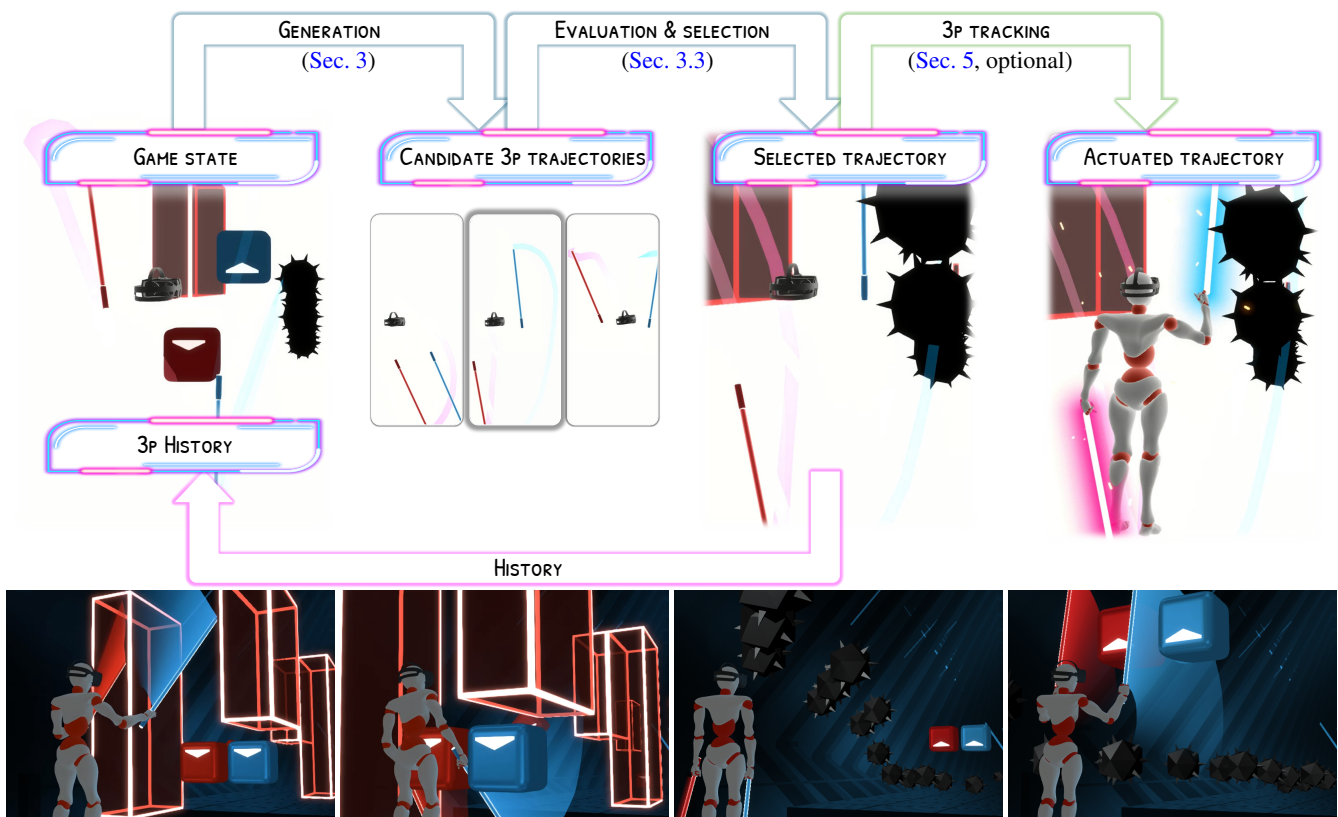 Generation
(Sec. 3)
Evaluation & selection
(Sec. 3.3)
3p tracking
(Sec. 5, optional)
Game state
Candidate 3p trajectories
Selected trajectory
Actuated trajectory
3p History
History